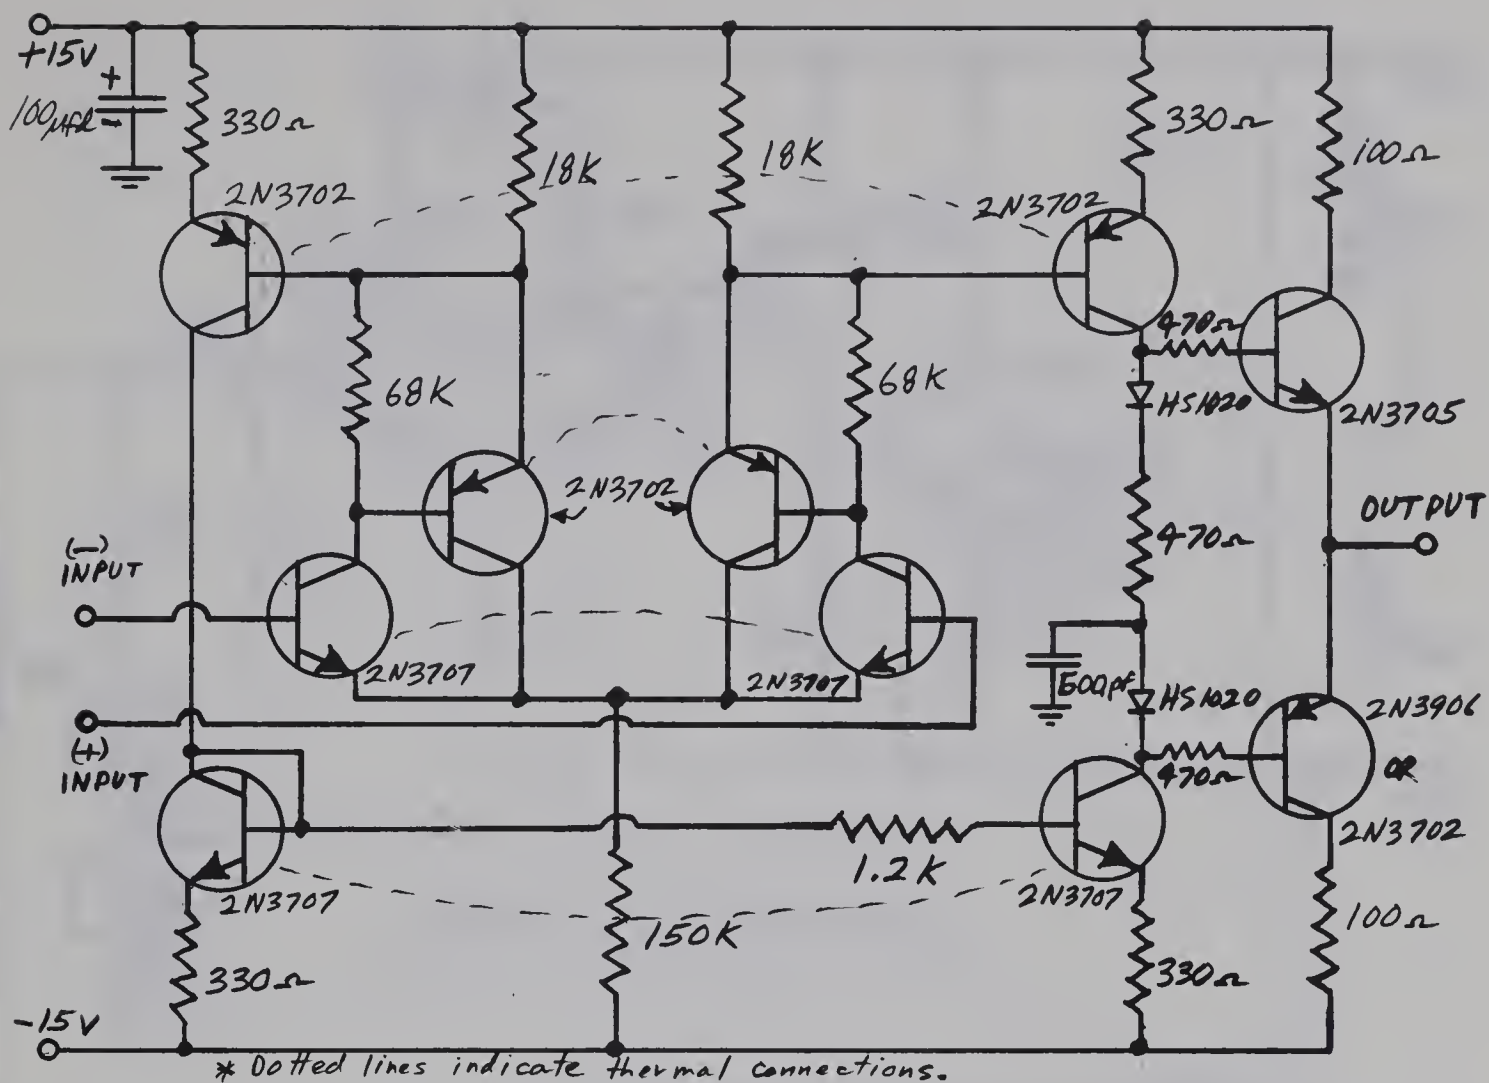 +15V
+
100µfd
-
330Ω
18K
18K
330Ω
100Ω
2N3702
2N3702
470Ω
HS1020
2N3705
68K
68K
2N3702
OUTPUT
470Ω
(-)
INPUT
2N3707
2N3707
500pf
HS1020
2N3906
OR
2N3702
470Ω
(+)
INPUT
1.2K
2N3707
2N3707
150K
100Ω
330Ω
330Ω
-15V
* Dotted lines indicate thermal connections.